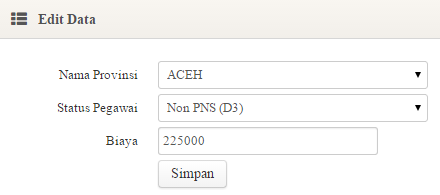 Edit Data
Nama Provinsi ACEH
Status Pegawai Non PNS (D3)
Biaya 225000
Simpan